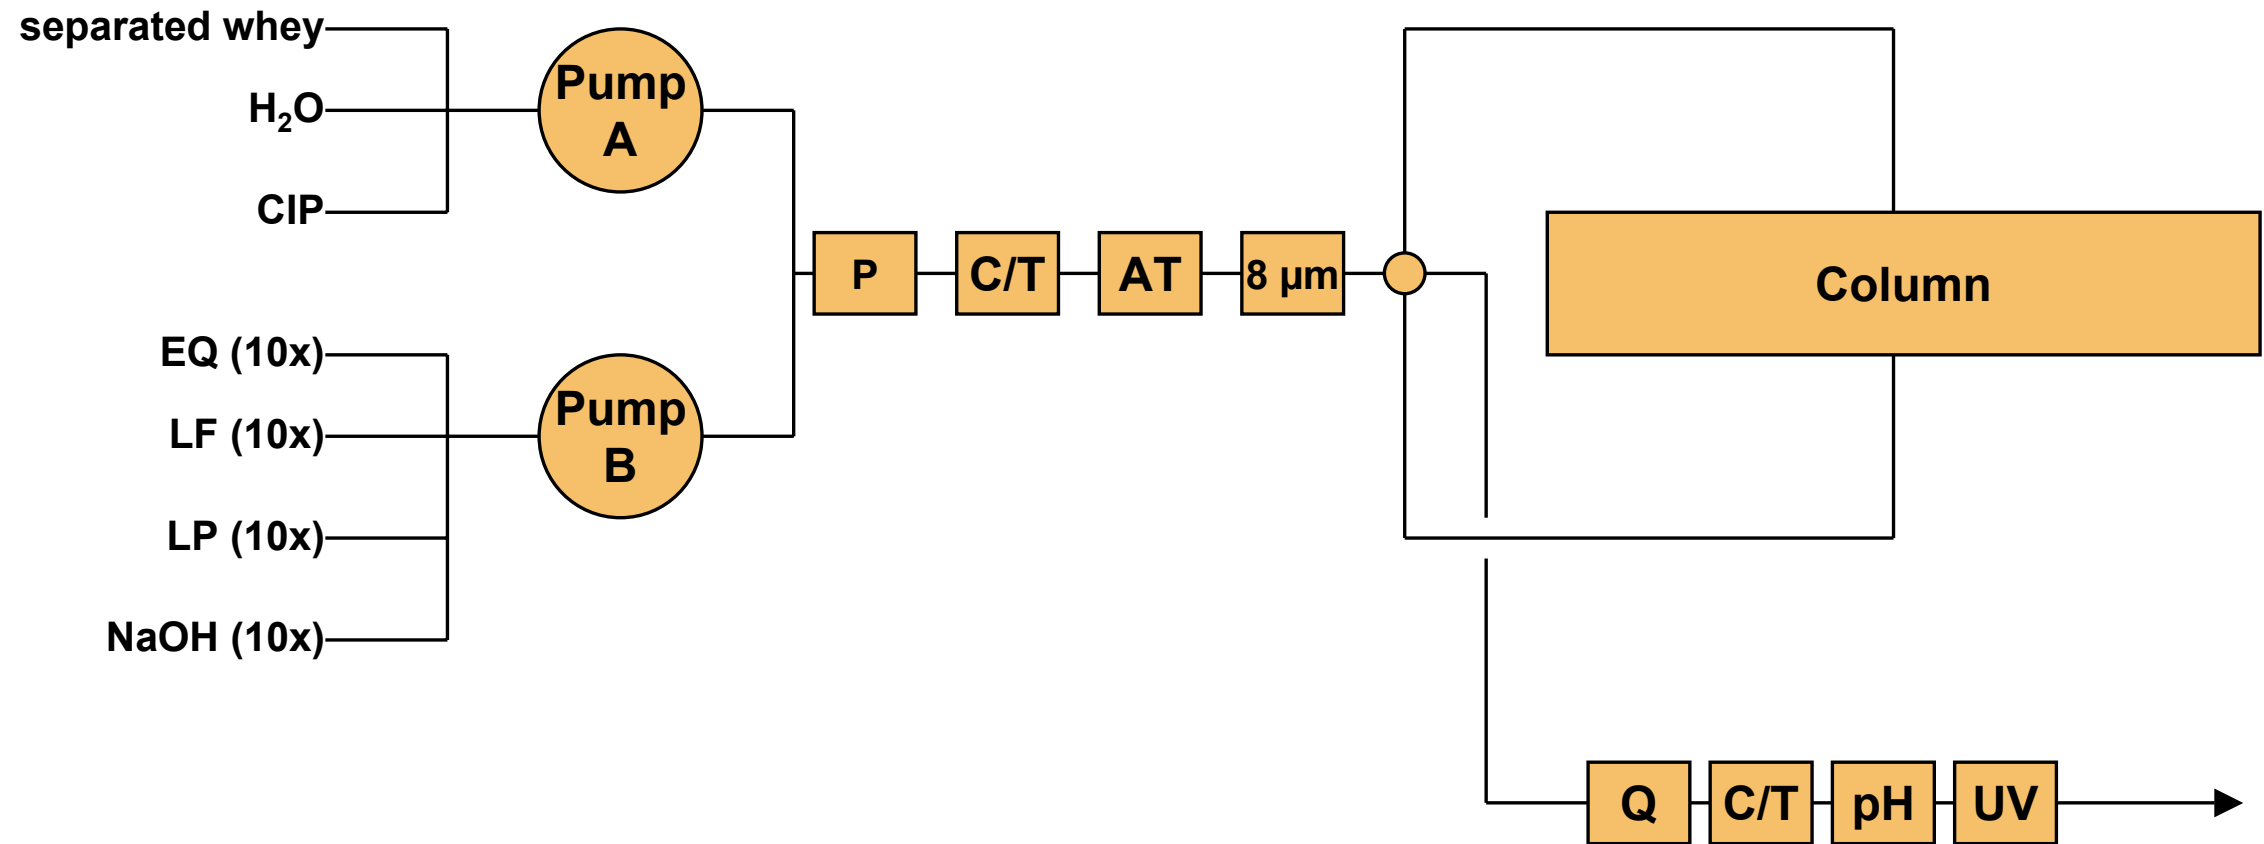 separated whey
H₂O
CIP
Pump
A
EQ (10x)
LF (10x)
LP (10x)
NaOH (10x)
Pump
B
P
C/T
AT
8 µm
Column
Q
C/T
pH
UV